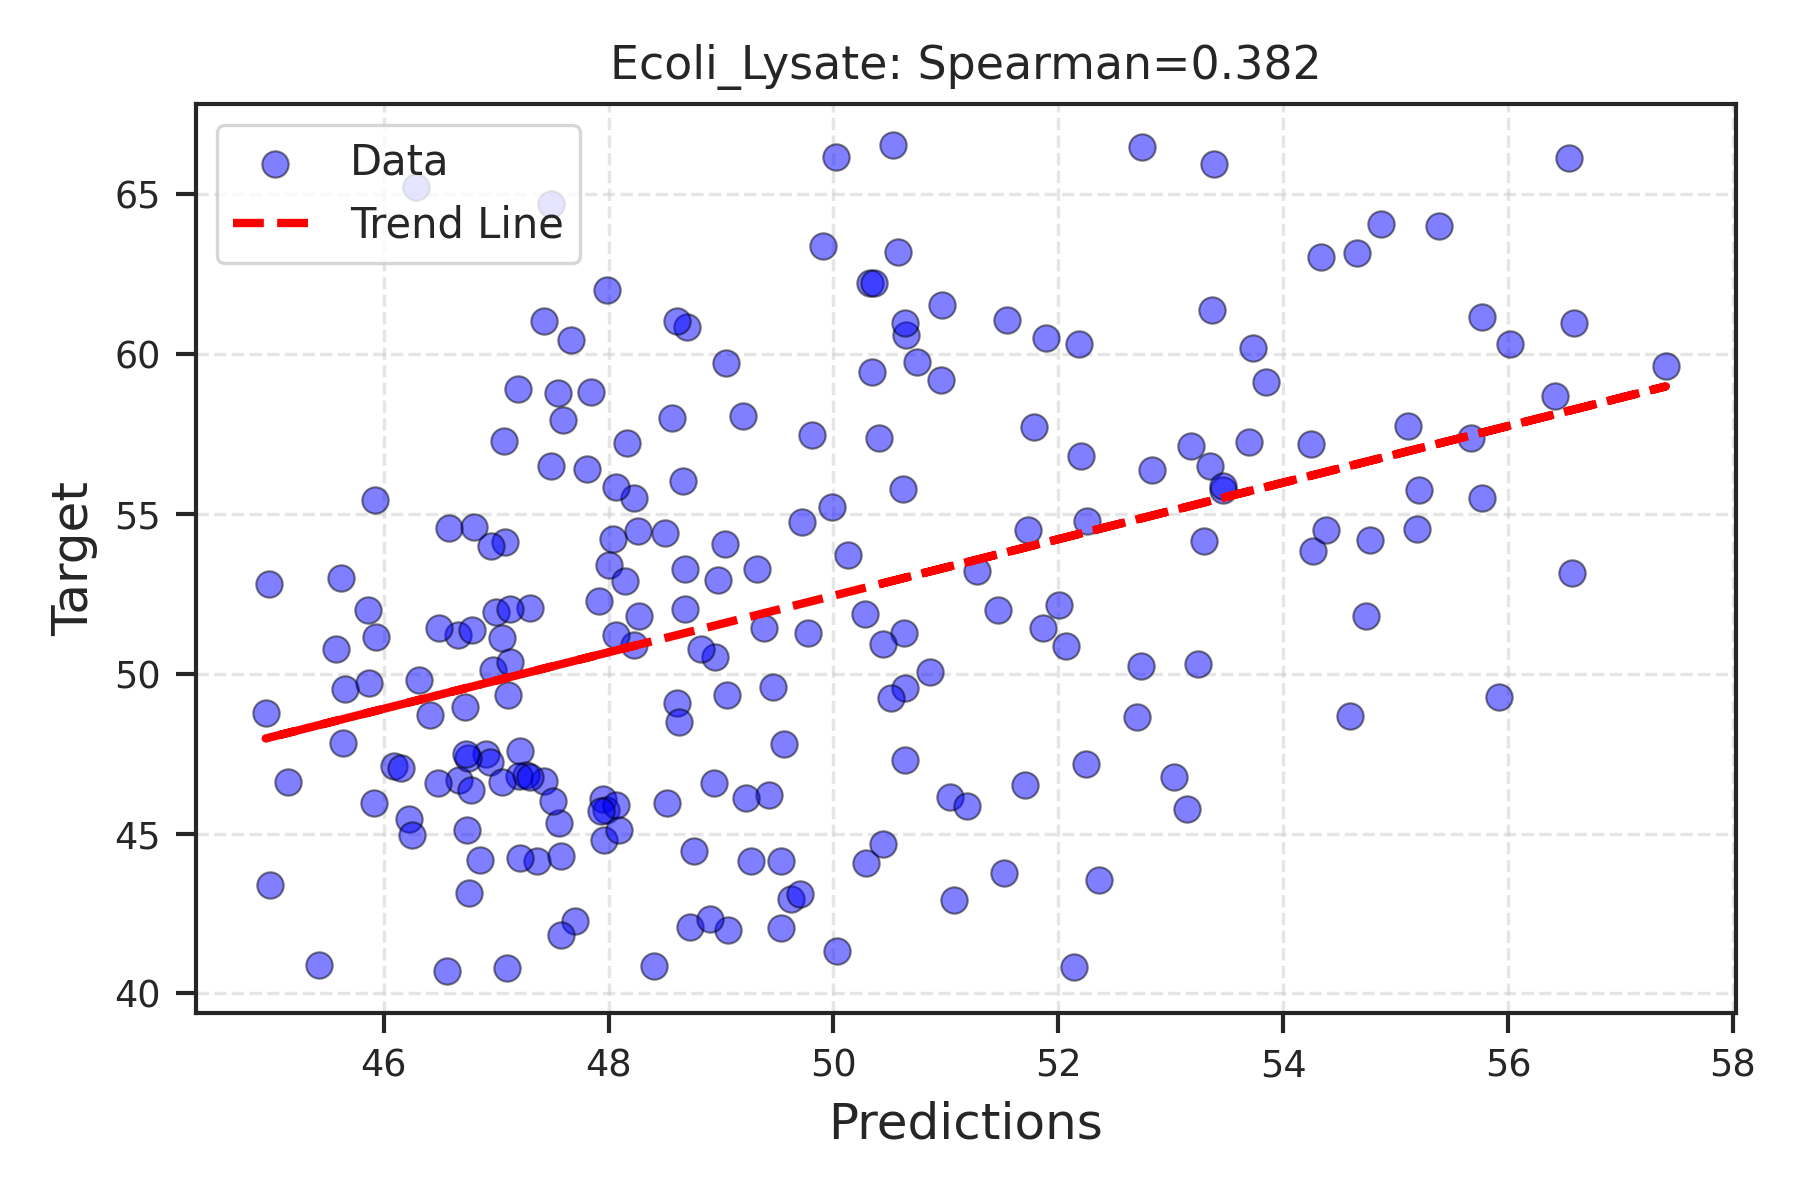 Ecoli_Lysate: Spearman=0.382
Data
Trend Line
65
60
55
50
45
40
Target
46 48 50 52 54 56 58
Predictions